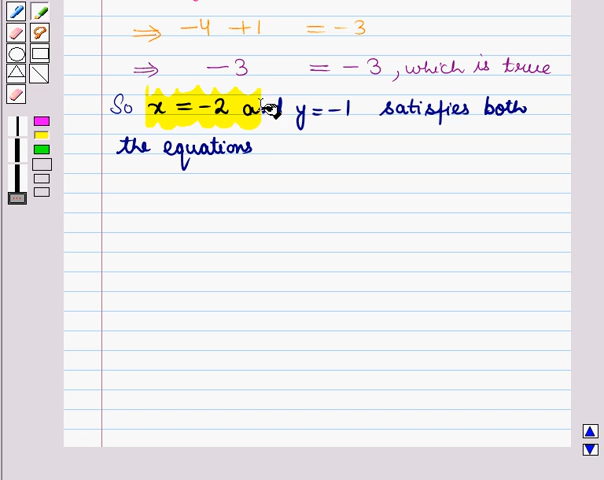 ⇒ -4 +1 = -3
⇒ -3 = -3, which is true
So x = -2 and y = -1 satisfies both
the equations